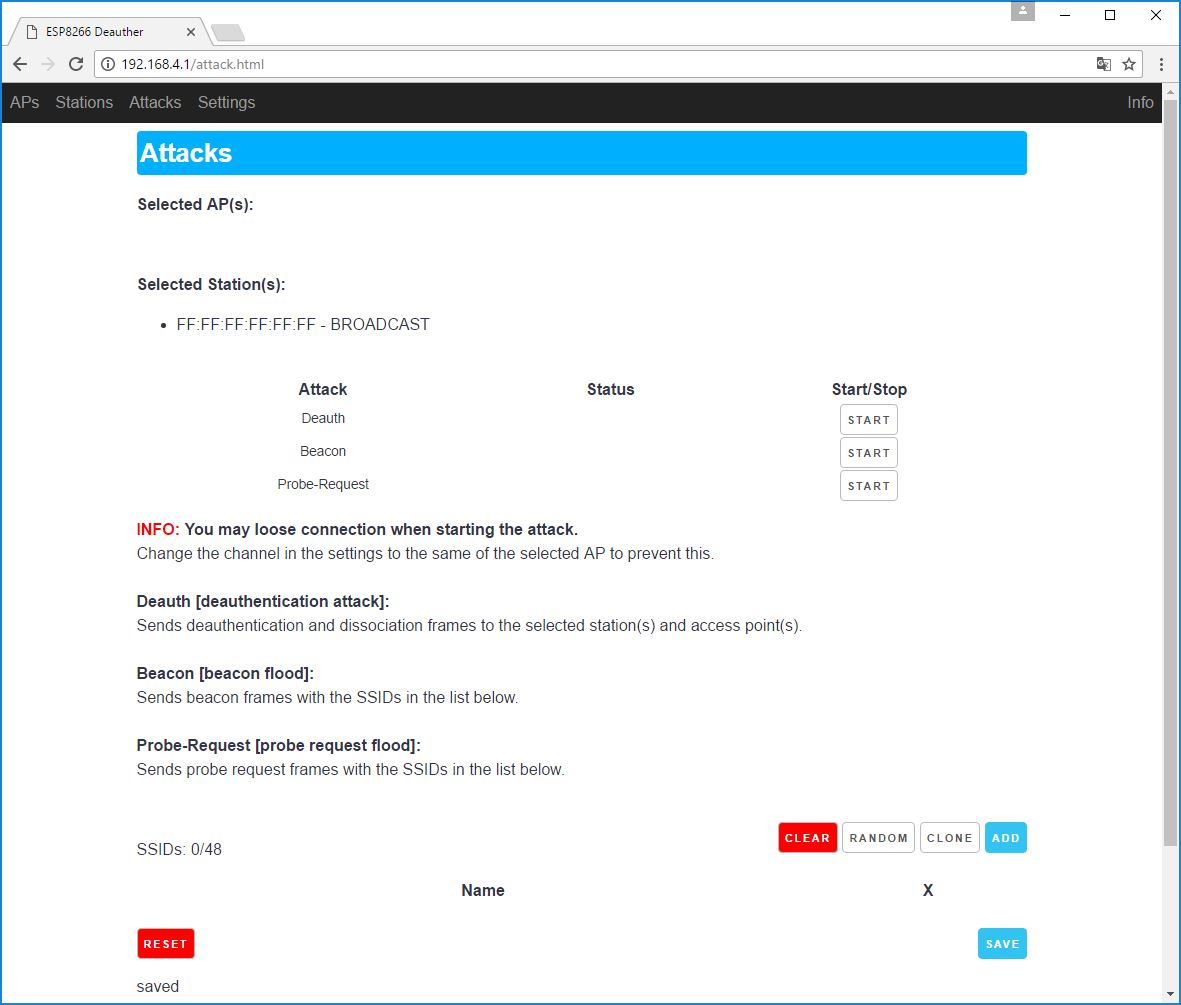 ESP8266 Deauther
192.168.4.1/attack.html
APs Stations Attacks Settings Info
Attacks
Selected AP(s):
Selected Station(s):
• FF:FF:FF:FF:FF:FF - BROADCAST
Attack Status Start/Stop
Deauth START
Beacon START
Probe-Request START
INFO: You may loose connection when starting the attack.
Change the channel in the settings to the same of the selected AP to prevent this.
Deauth [deauthentication attack]:
Sends deauthentication and dissociation frames to the selected station(s) and access point(s).
Beacon [beacon flood]:
Sends beacon frames with the SSIDs in the list below.
Probe-Request [probe request flood]:
Sends probe request frames with the SSIDs in the list below.
SSIDs: 0/48 CLEAR RANDOM CLONE ADD
Name X
RESET SAVE
saved